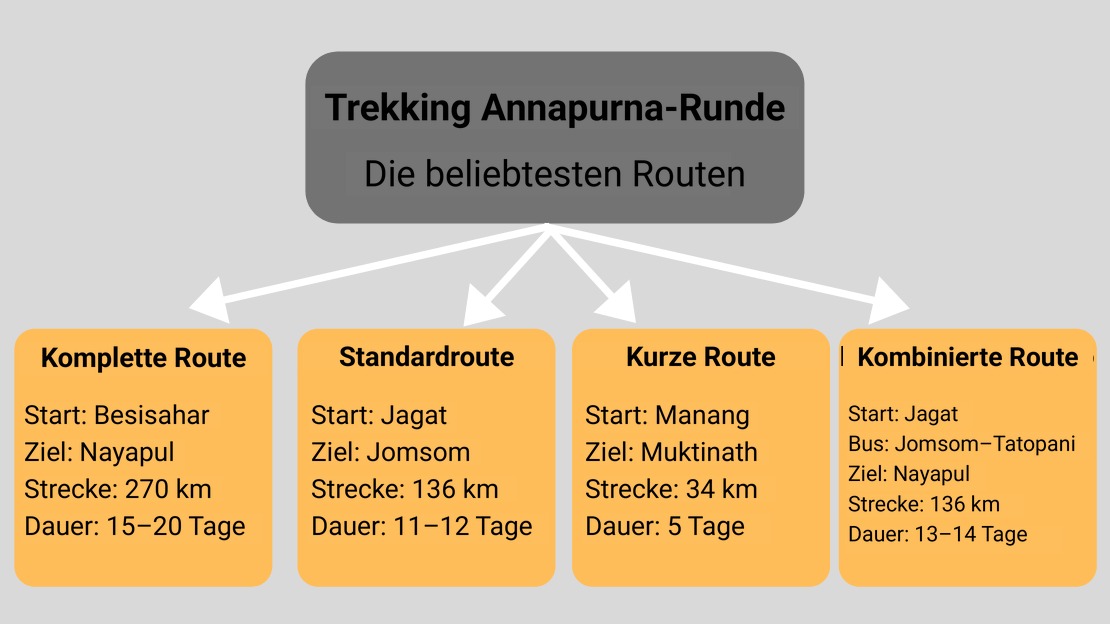 Trekking Annapurna-Runde
Die beliebtesten Routen
Komplette Route
Start: Besisahar
Ziel: Nayapul
Strecke: 270 km
Dauer: 15–20 Tage
Standardroute
Start: Jagat
Ziel: Jomsom
Strecke: 136 km
Dauer: 11–12 Tage
Kurze Route
Start: Manang
Ziel: Muktinath
Strecke: 34 km
Dauer: 5 Tage
Kombinierte Route
Start: Jagat
Bus: Jomsom–Tatopani
Ziel: Nayapul
Strecke: 136 km
Dauer: 13–14 Tage